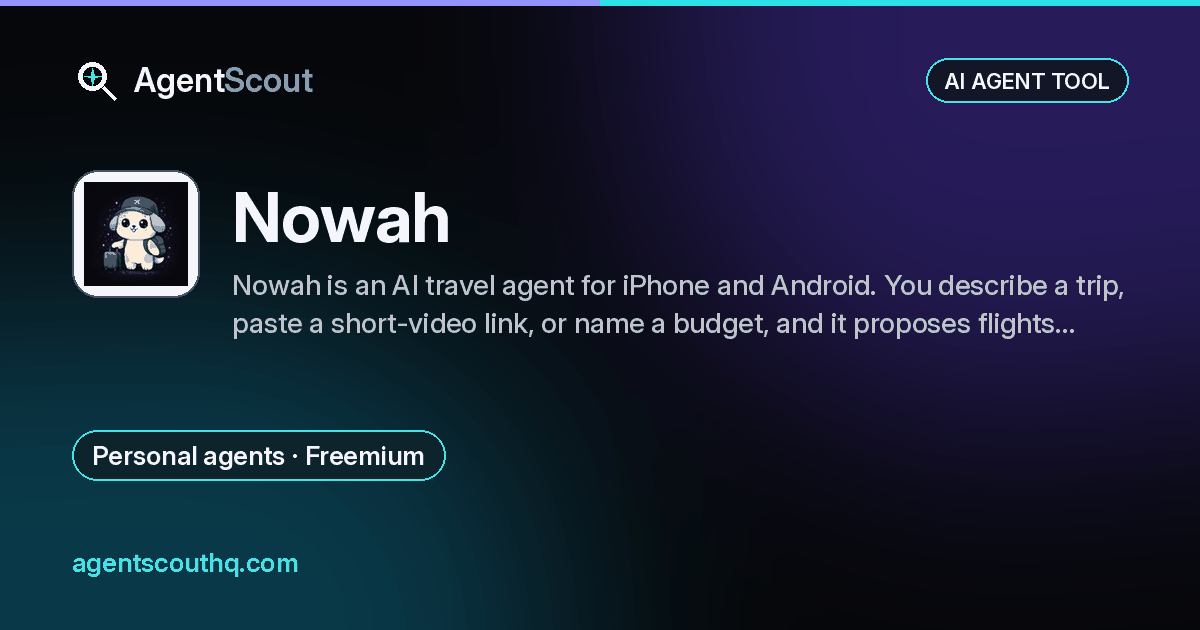 AgentScout
AI AGENT TOOL
Nowah
Nowah is an AI travel agent for iPhone and Android. You describe a trip,
paste a short-video link, or name a budget, and it proposes flights...
Personal agents · Freemium
agentscouthq.com